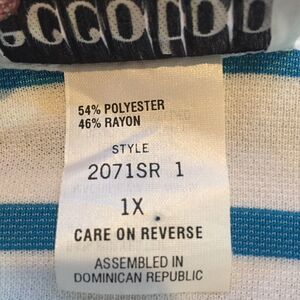 54% POLYESTER
46% RAYON
STYLE
2071SR 1
1X
CARE ON REVERSE
ASSEMBLED IN
DOMINICAN REPUBLIC